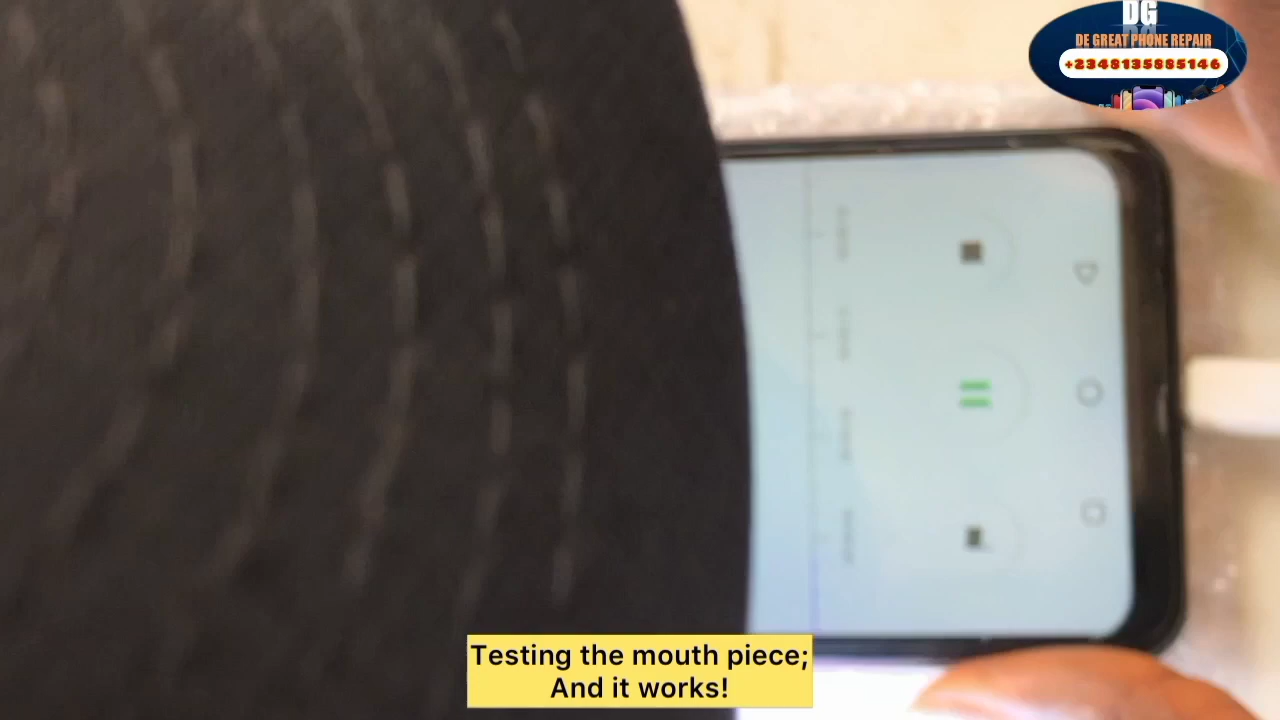 DG
DE GREAT PHONE REPAIR
+2348135885146
Testing the mouth piece;
And it works!